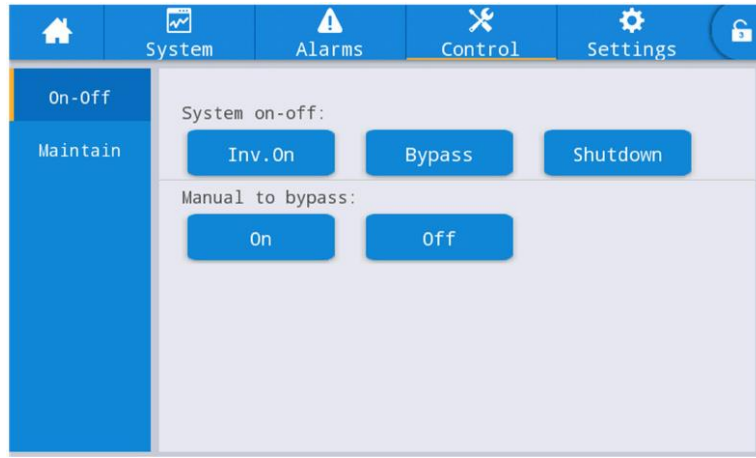 System Alarms Control Settings
3
On-Off
Maintain
System on-off:
Inv.On Bypass Shutdown
Manual to bypass:
On Off